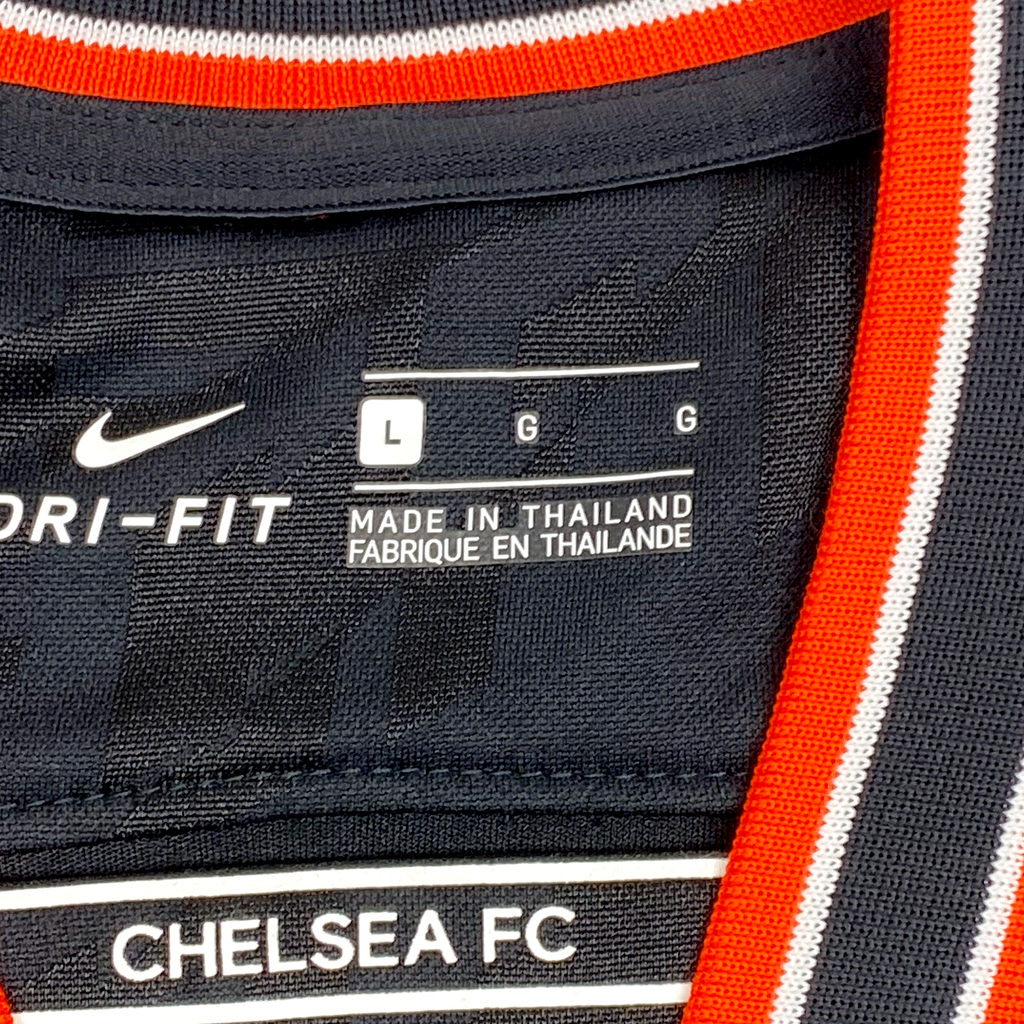 L G G
DRI-FIT
MADE IN THAILAND
FABRIQUE EN THAILANDE
CHELSEA FC